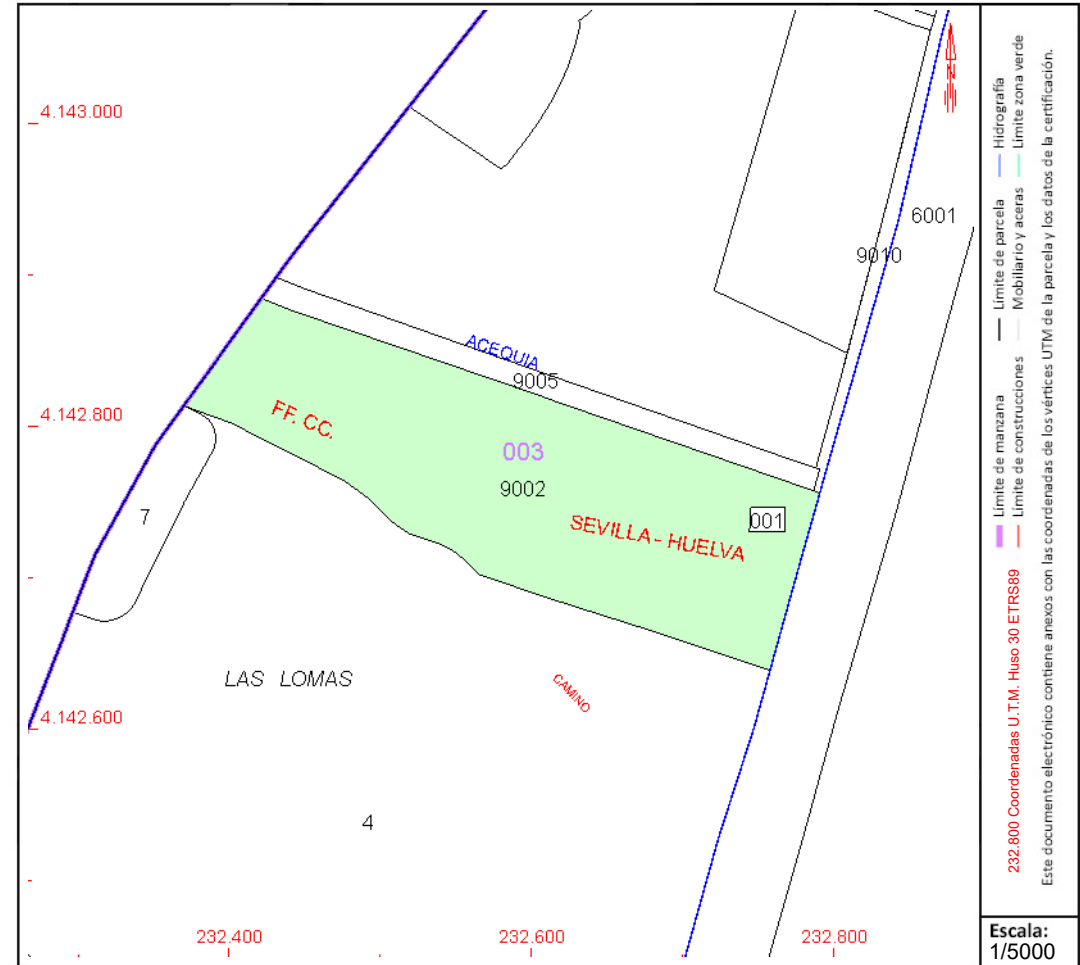 4.143.000
6001
9010
ACEQUIA
9005
4.142.800
FF. CC.
003
9002
7
001
SEVILLA - HUELVA
LAS LOMAS
CAMINO
4.142.600
4
232.400
232.600
232.800
N
Límite de manzana
Límite de parcela
Hidrografía
232.800 Coordenadas U.T.M. Huso 30 ETRS89
Límite de construcciones
Mobiliario y aceras
Límite zona verde
Este documento electrónico contiene anexos con las coordenadas de los vértices UTM de la parcela y los datos de la certificación.
Escala:
1/5000